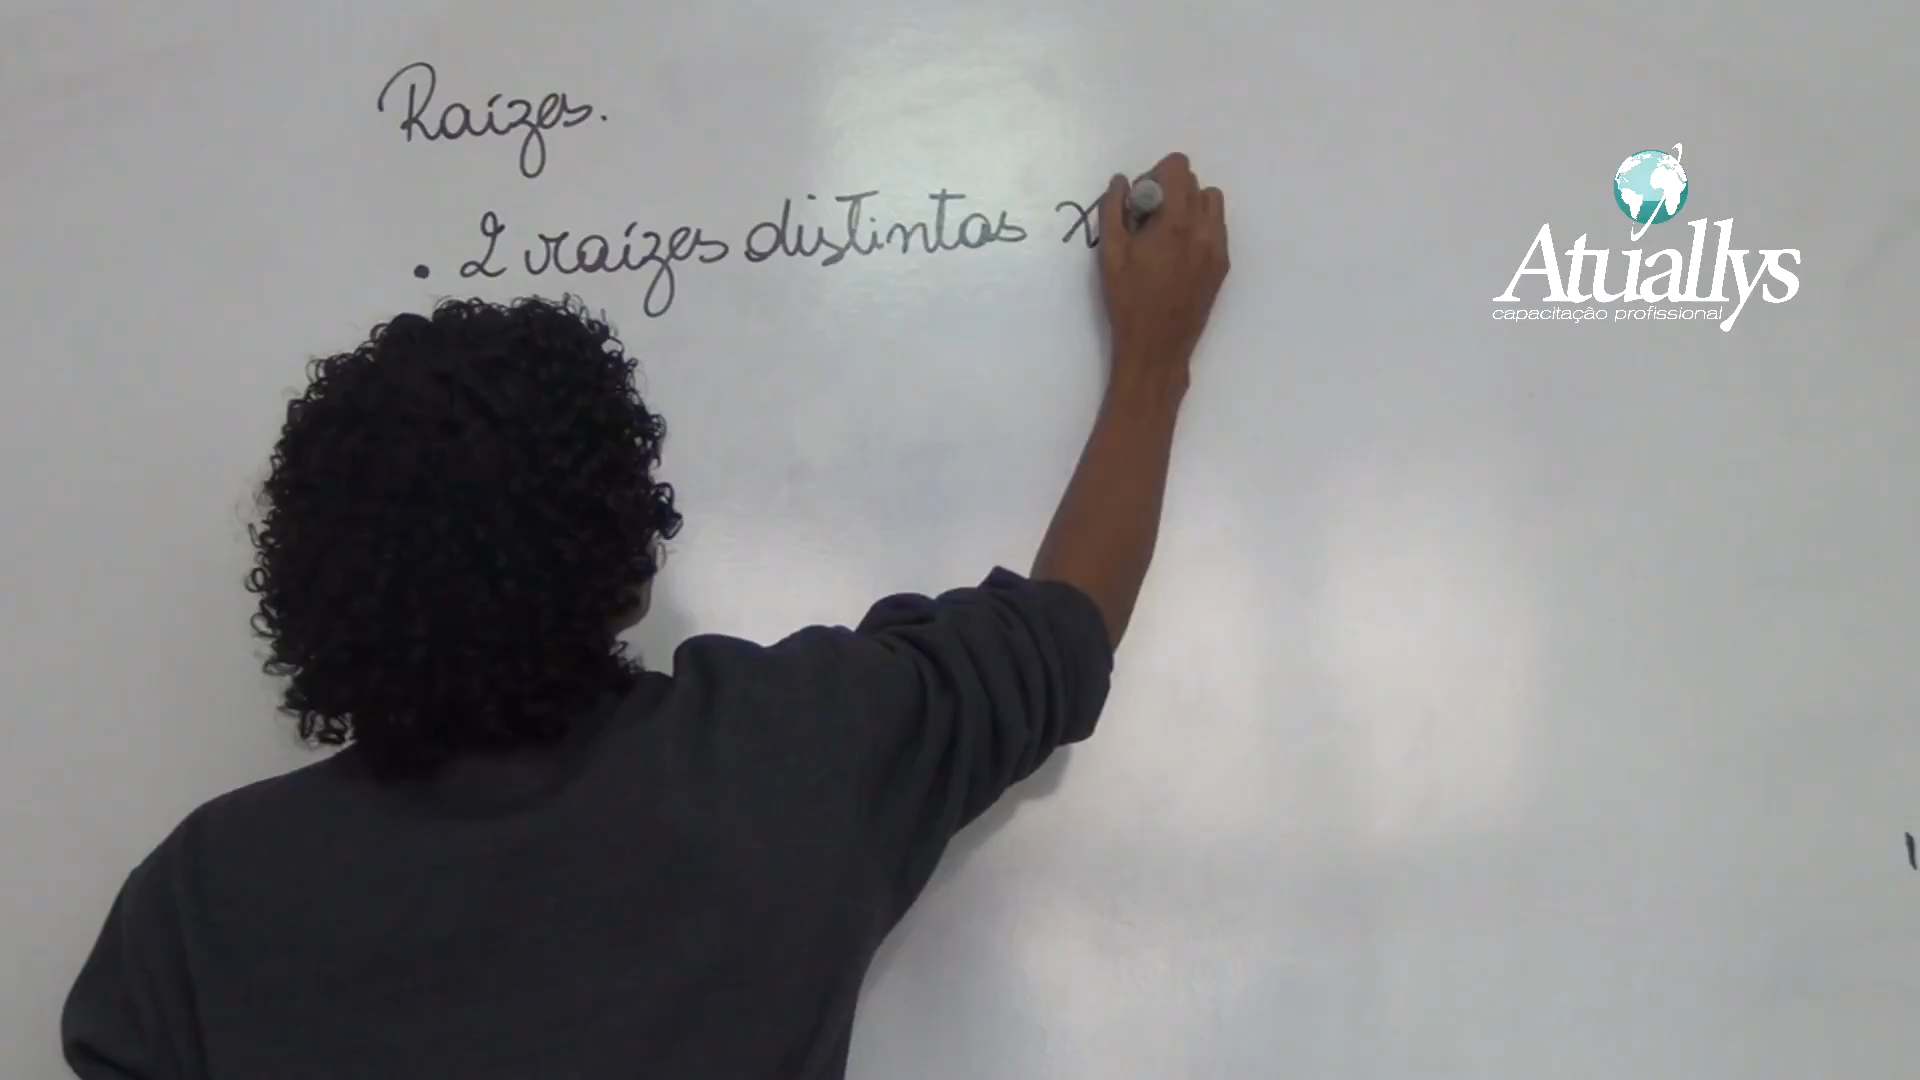 Raízes.
• 2 raízes distintas x
Atuallys
capacitação profissional